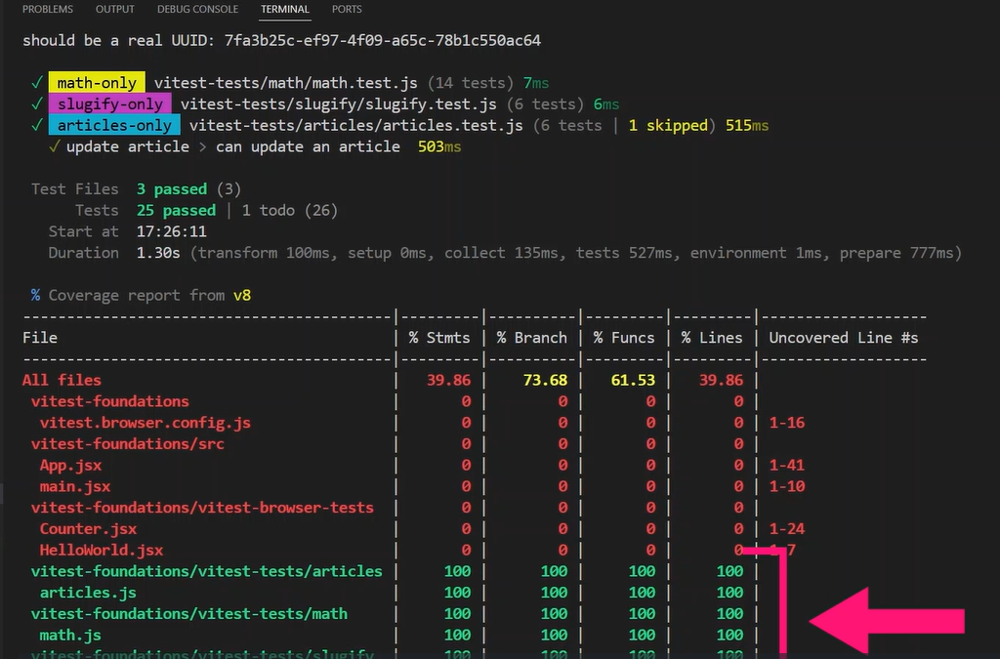 PROBLEMS OUTPUT DEBUG CONSOLE TERMINAL PORTS
should be a real UUID: 7fa3b25c-ef97-4f09-a65c-78b1c550ac64
✓ math-only vitest-tests/math/math.test.js (14 tests) 7ms
✓ slugify-only vitest-tests/slugify/slugify.test.js (6 tests) 6ms
✓ articles-only vitest-tests/articles/articles.test.js (6 tests | 1 skipped) 515ms
✓ update article > can update an article 503ms
Test Files 3 passed (3)
Tests 25 passed | 1 todo (26)
Start at 17:26:11
Duration 1.30s (transform 100ms, setup 0ms, collect 135ms, tests 527ms, environment 1ms, prepare 777ms)
% Coverage report from v8
File | % Stmts | % Branch | % Funcs | % Lines | Uncovered Line #s
All files | 39.86 | 73.68 | 61.53 | 39.86 |
vitest-foundations | 0 | 0 | 0 | 0 |
vitest.browser.config.js | 0 | 0 | 0 | 0 | 1-16
vitest-foundations/src | 0 | 0 | 0 | 0 |
App.jsx | 0 | 0 | 0 | 0 | 1-41
main.jsx | 0 | 0 | 0 | 0 | 1-10
vitest-foundations/vitest-browser-tests | 0 | 0 | 0 | 0 |
Counter.jsx | 0 | 0 | 0 | 0 | 1-24
HelloWorld.jsx | 0 | 0 | 0 | 0 | 1-7
vitest-foundations/vitest-tests/articles | 100 | 100 | 100 | 100 |
articles.js | 100 | 100 | 100 | 100 |
vitest-foundations/vitest-tests/math | 100 | 100 | 100 | 100 |
math.js | 100 | 100 | 100 | 100 |
vitest-foundations/vitest-tests/slugify | 100 | 100 | 100 | 100 |